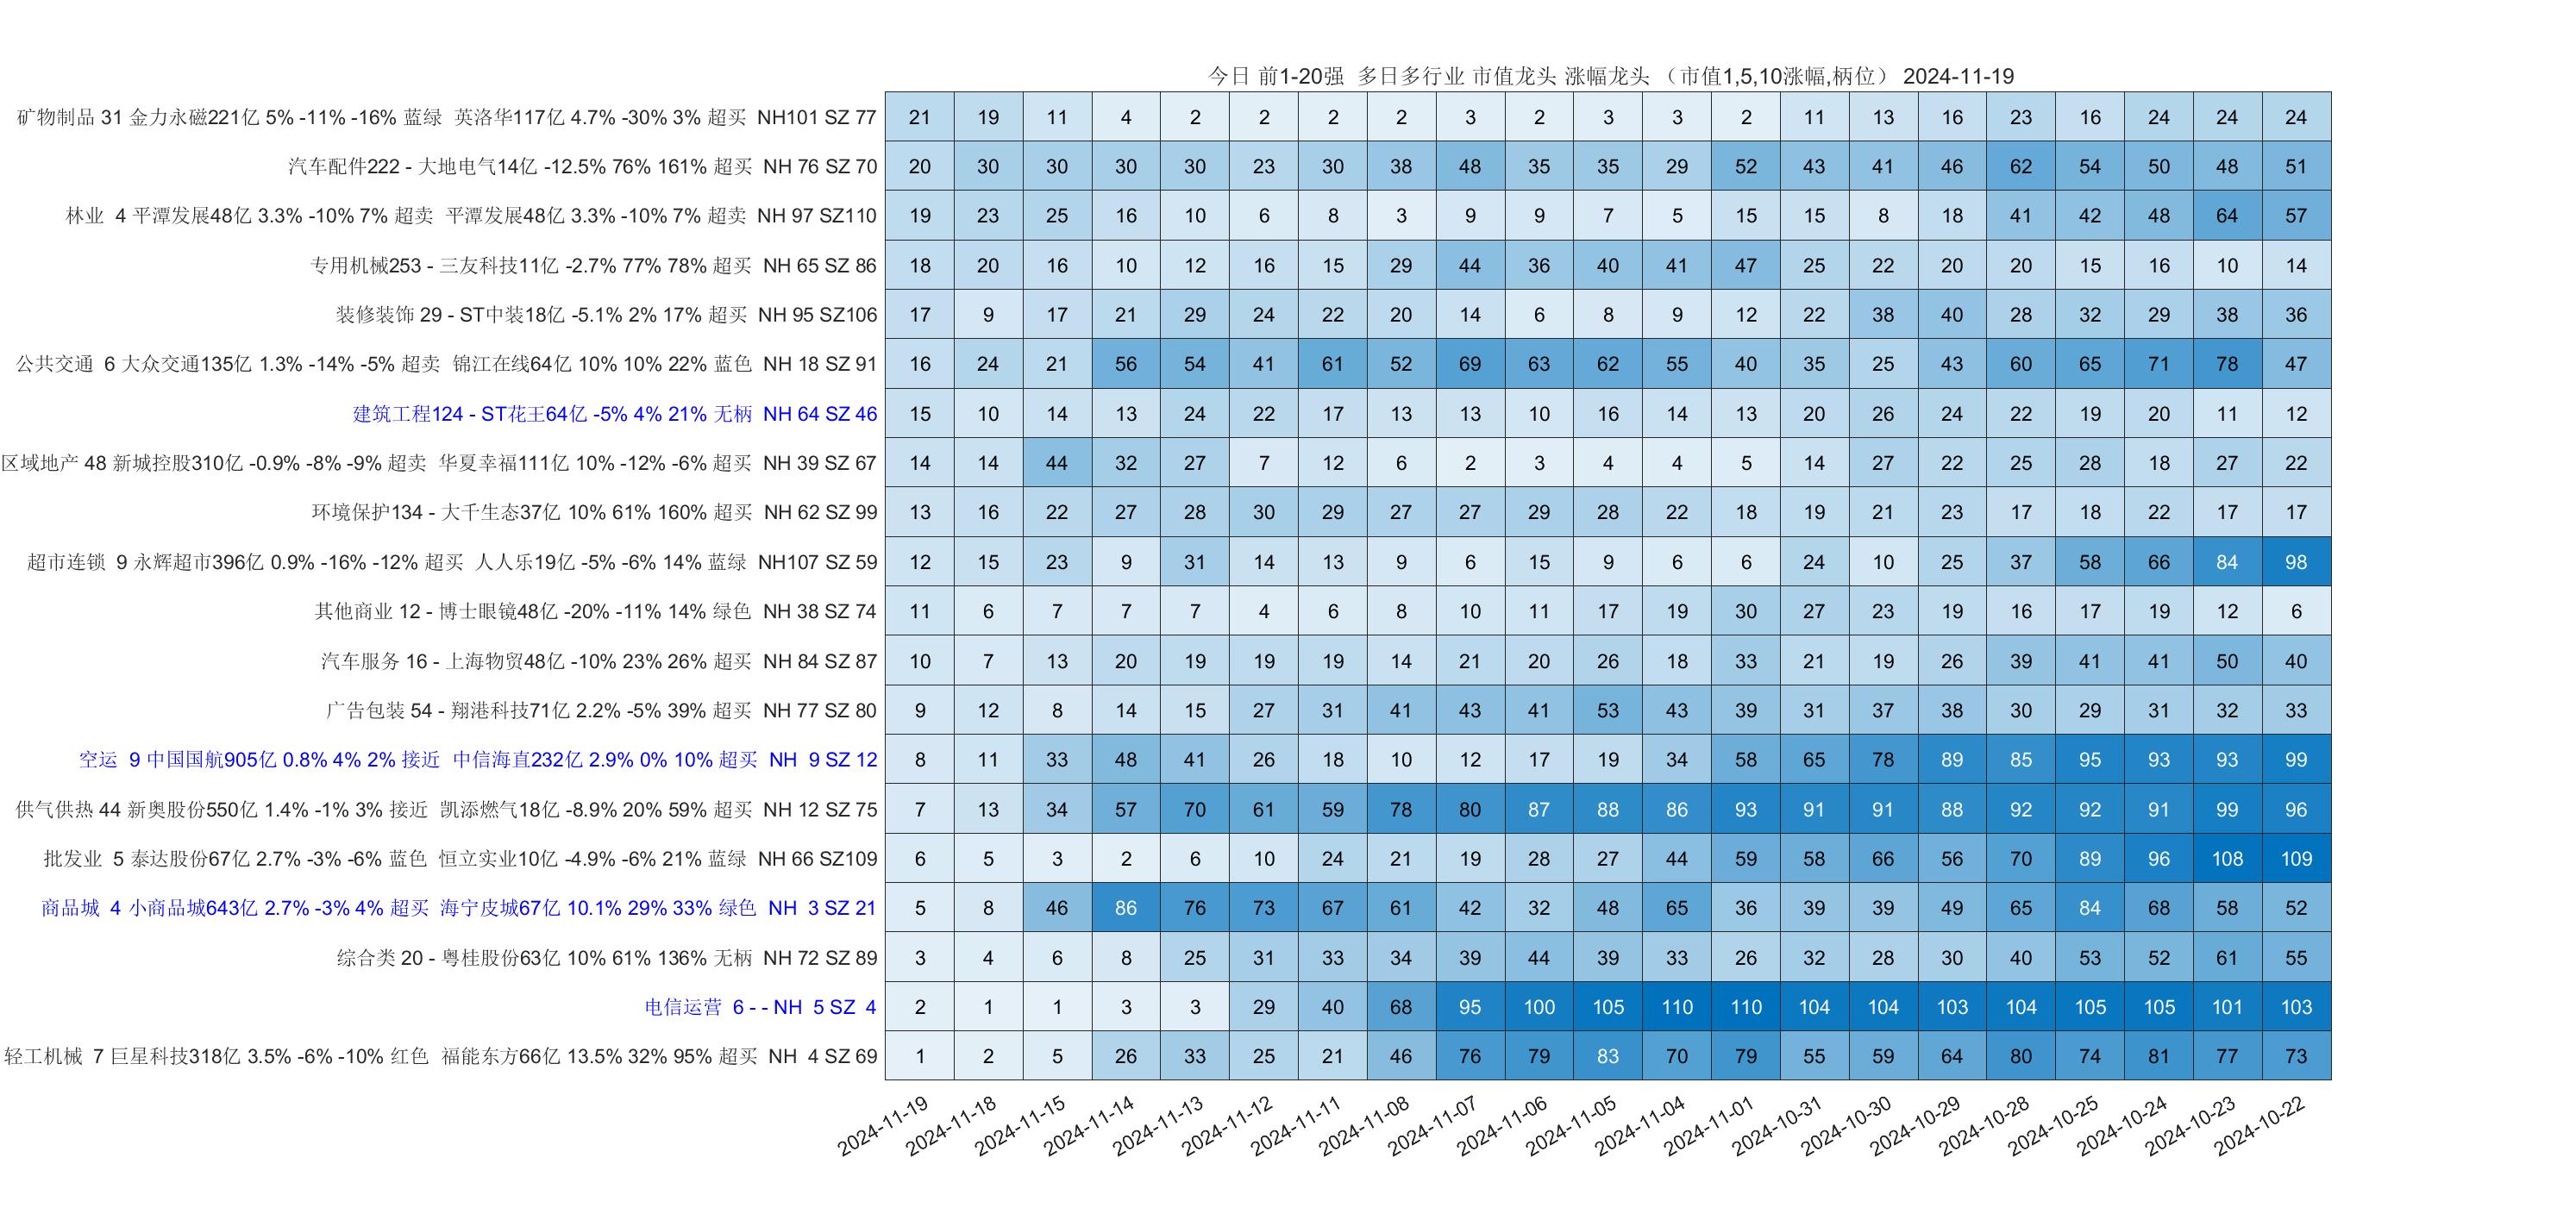 今日 前1-20强  多日多行业 市值龙头 涨幅龙头 （市值1,5,10涨幅,柄位） 2024-11-19
矿物制品 31 金力永磁221亿 5% -11% -16% 蓝绿  英洛华117亿 4.7% -30% 3% 超买  NH101 SZ 77 21 19 11 4 2 2 2 2 3 2 3 3 2 11 13 16 23 16 24 24 24
汽车配件222 - 大地电气14亿 -12.5% 76% 161% 超买  NH 76 SZ 70 20 30 30 30 30 23 30 38 48 35 35 29 52 43 41 46 62 54 50 48 51
林业  4 平潭发展48亿 3.3% -10% 7% 超卖  平潭发展48亿 3.3% -10% 7% 超卖  NH 97 SZ110 19 23 25 16 10 6 8 3 9 9 7 5 15 15 8 18 41 42 48 64 57
专用机械253 - 三友科技11亿 -2.7% 77% 78% 超买  NH 65 SZ 86 18 20 16 10 12 16 15 29 44 36 40 41 47 25 22 20 20 15 16 10 14
装修装饰 29 - ST中装18亿 -5.1% 2% 17% 超买  NH 95 SZ106 17 9 17 21 29 24 22 20 14 6 8 9 12 22 38 40 28 32 29 38 36
公共交通  6 大众交通135亿 1.3% -14% -5% 超卖  锦江在线64亿 10% 10% 22% 蓝色  NH 18 SZ 91 16 24 21 56 54 41 61 52 69 63 62 55 40 35 25 43 60 65 71 78 47
建筑工程124 - ST花王64亿 -5% 4% 21% 无柄  NH 64 SZ 46 15 10 14 13 24 22 17 13 13 10 16 14 13 20 26 24 22 19 20 11 12
区域地产 48 新城控股310亿 -0.9% -8% -9% 超卖  华夏幸福111亿 10% -12% -6% 超买  NH 39 SZ 67 14 14 44 32 27 7 12 6 2 3 4 4 5 14 27 22 25 28 18 27 22
环境保护134 - 大千生态37亿 10% 61% 160% 超买  NH 62 SZ 99 13 16 22 27 28 30 29 27 27 29 28 22 18 19 21 23 17 18 22 17 17
超市连锁  9 永辉超市396亿 0.9% -16% -12% 超买  人人乐19亿 -5% -6% 14% 蓝绿  NH107 SZ 59 12 15 23 9 31 14 13 9 6 15 9 6 6 24 10 25 37 58 66 84 98
其他商业 12 - 博士眼镜48亿 -20% -11% 14% 绿色  NH 38 SZ 74 11 6 7 7 7 4 6 8 10 11 17 19 30 27 23 19 16 17 19 12 6
汽车服务 16 - 上海物贸48亿 -10% 23% 26% 超买  NH 84 SZ 87 10 7 13 20 19 19 19 14 21 20 26 18 33 21 19 26 39 41 41 50 40
广告包装 54 - 翔港科技71亿 2.2% -5% 39% 超买  NH 77 SZ 80 9 12 8 14 15 27 31 41 43 41 53 43 39 31 37 38 30 29 31 32 33
空运  9 中国国航905亿 0.8% 4% 2% 接近  中信海直232亿 2.9% 0% 10% 超买  NH  9 SZ 12 8 11 33 48 41 26 18 10 12 17 19 34 58 65 78 89 85 95 93 93 99
供气供热 44 新奥股份550亿 1.4% -1% 3% 接近  凯添燃气18亿 -8.9% 20% 59% 超买  NH 12 SZ 75 7 13 34 57 70 61 59 78 80 87 88 86 93 91 91 88 92 92 91 99 96
批发业  5 泰达股份67亿 2.7% -3% -6% 蓝色  恒立实业10亿 -4.9% -6% 21% 蓝绿  NH 66 SZ109 6 5 3 2 6 10 24 21 19 28 27 44 59 58 66 56 70 89 96 108 109
商品城  4 小商品城643亿 2.7% -3% 4% 超买  海宁皮城67亿 10.1% 29% 33% 绿色  NH  3 SZ 21 5 8 46 86 76 73 67 61 42 32 48 65 36 39 39 49 65 84 68 58 52
综合类 20 - 粤桂股份63亿 10% 61% 136% 无柄  NH 72 SZ 89 3 4 6 8 25 31 33 34 39 44 39 33 26 32 28 30 40 53 52 61 55
电信运营  6 - - NH  5 SZ  4 2 1 1 3 3 29 40 68 95 100 105 110 110 104 104 103 104 105 105 101 103
轻工机械  7 巨星科技318亿 3.5% -6% -10% 红色  福能东方66亿 13.5% 32% 95% 超买  NH  4 SZ 69 1 2 5 26 33 25 21 46 76 79 83 70 79 55 59 64 80 74 81 77 73
2024-11-19 2024-11-18 2024-11-15 2024-11-14 2024-11-13 2024-11-12 2024-11-11 2024-11-08 2024-11-07 2024-11-06 2024-11-05 2024-11-04 2024-11-01 2024-10-31 2024-10-30 2024-10-29 2024-10-28 2024-10-25 2024-10-24 2024-10-23 2024-10-22